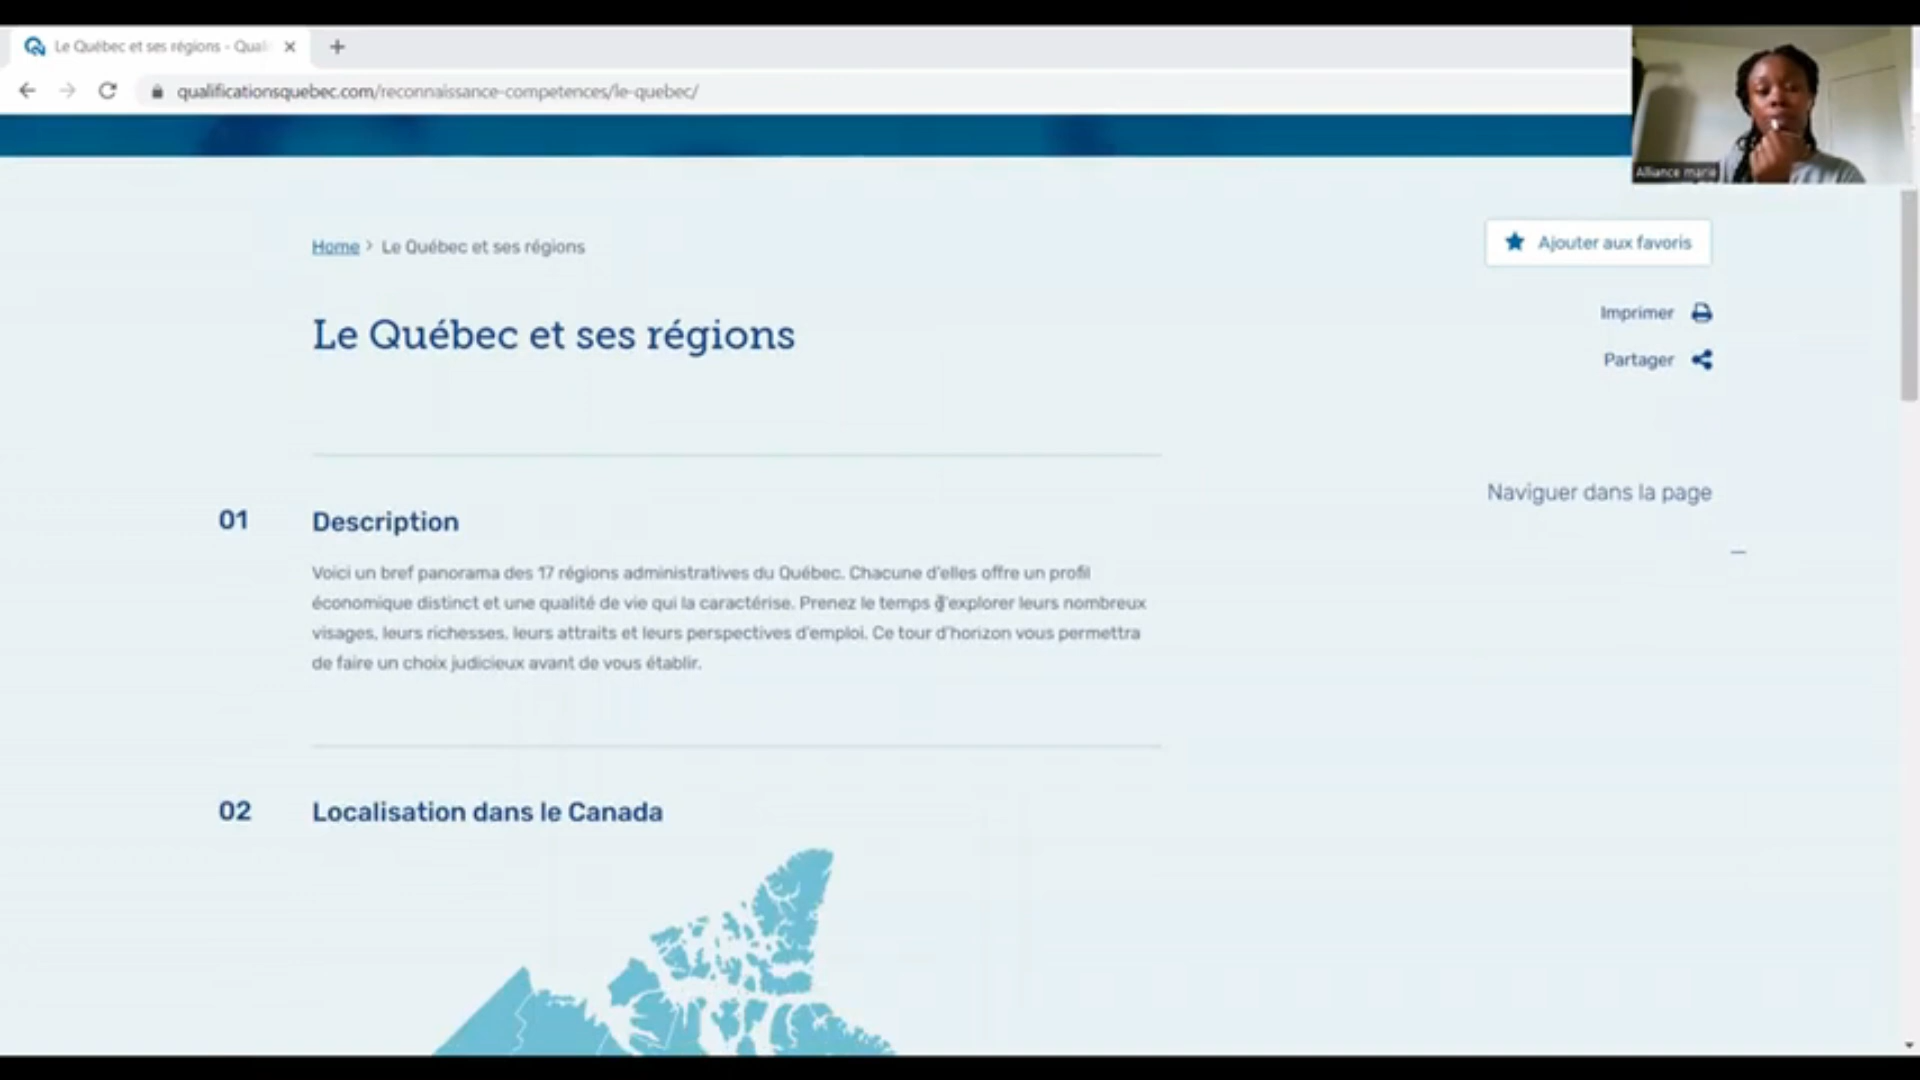 Le Québec et ses régions - Quali
qualificationsquebec.com/reconnaissance-competences/le-quebec/
Alliance marie
Home > Le Québec et ses régions
Ajouter aux favoris
Le Québec et ses régions
Imprimer
Partager
Naviguer dans la page
01 Description
Voici un bref panorama des 17 régions administratives du Québec. Chacune d'elles offre un profil
économique distinct et une qualité de vie qui la caractérise. Prenez le temps d'explorer leurs nombreux
visages, leurs richesses, leurs attraits et leurs perspectives d'emploi. Ce tour d'horizon vous permettra
de faire un choix judicieux avant de vous établir.
02 Localisation dans le Canada